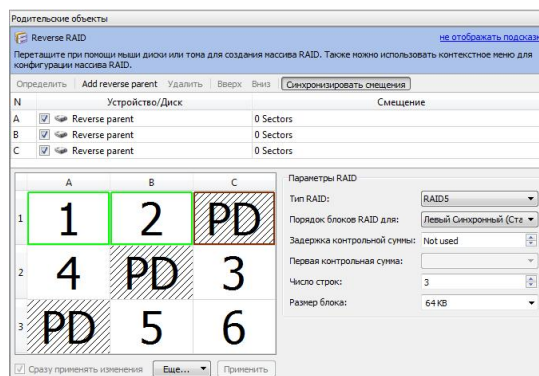 Родительские объекты
Reverse RAID не отображать подсказ
Перетащите при помощи мыши диски или тома для создания массива RAID. Также можно использовать контекстное меню для
конфигурации массива RAID.
Определить Add reverse parent Удалить Вверх Вниз Синхронизировать смещения
N Устройство/Диск Смещение
A Reverse parent 0 Sectors
B Reverse parent 0 Sectors
C Reverse parent 0 Sectors
Параметры RAID
A B C
Тип RAID: RAID5
1 1 2 PD
Порядок блоков RAID для: Левый Синхронный (Ста
Задержка контрольной суммы: Not used
2 4 PD 3
Первая контрольная сумма:
Число строк: 3
Размер блока: 64 KB
3 PD 5 6
Сразу применять изменения Еще... Применить